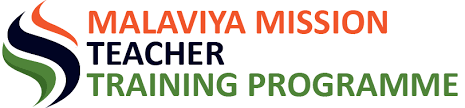 MALAVIYA MISSION
TEACHER
TRAINING PROGRAMME